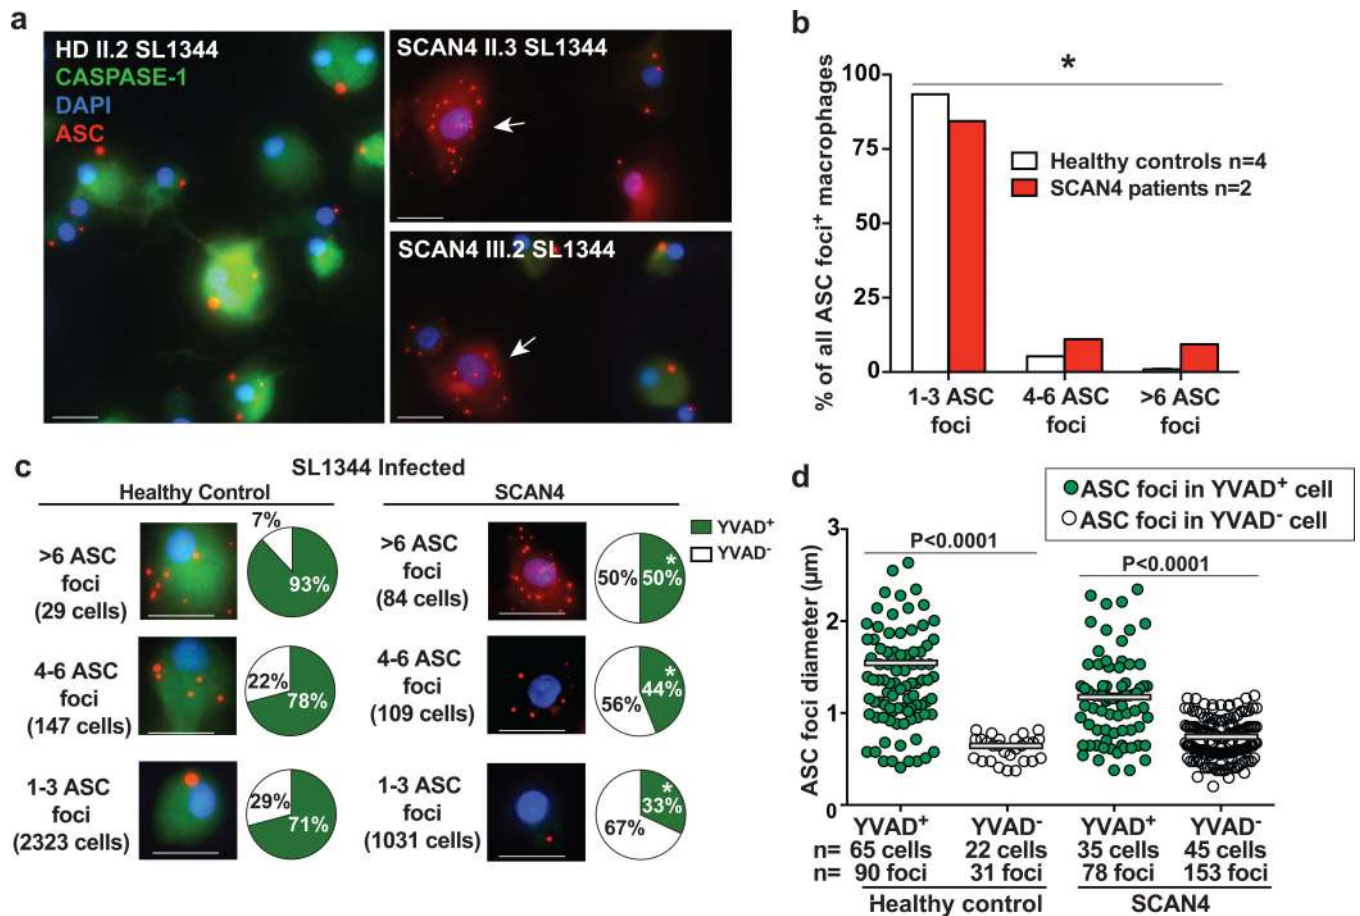 a
HD II.2 SL1344
CASPASE-1
DAPI
ASC
SCAN4 II.3 SL1344
SCAN4 III.2 SL1344
b
% of all ASC foci+ macrophages
100
75
50
25
0
*
Healthy controls n=4
SCAN4 patients n=2
1-3 ASC foci
4-6 ASC foci
>6 ASC foci
c
SL1344 Infected
Healthy Control
SCAN4
YVAD+
YVAD-
>6 ASC
foci
(29 cells)
7%
93%
>6 ASC
foci
(84 cells)
50%
*
50%
4-6 ASC
foci
(147 cells)
22%
78%
4-6 ASC
foci
(109 cells)
56%
*
44%
1-3 ASC
foci
(2323 cells)
29%
71%
1-3 ASC
foci
(1031 cells)
67%
*
33%
d
ASC foci in YVAD+ cell
ASC foci in YVAD- cell
ASC foci diameter (μm)
3
2
1
0
P<0.0001
P<0.0001
YVAD+ YVAD- YVAD+ YVAD-
n= 65 cells 22 cells 35 cells 45 cells
n= 90 foci 31 foci 78 foci 153 foci
Healthy control SCAN4